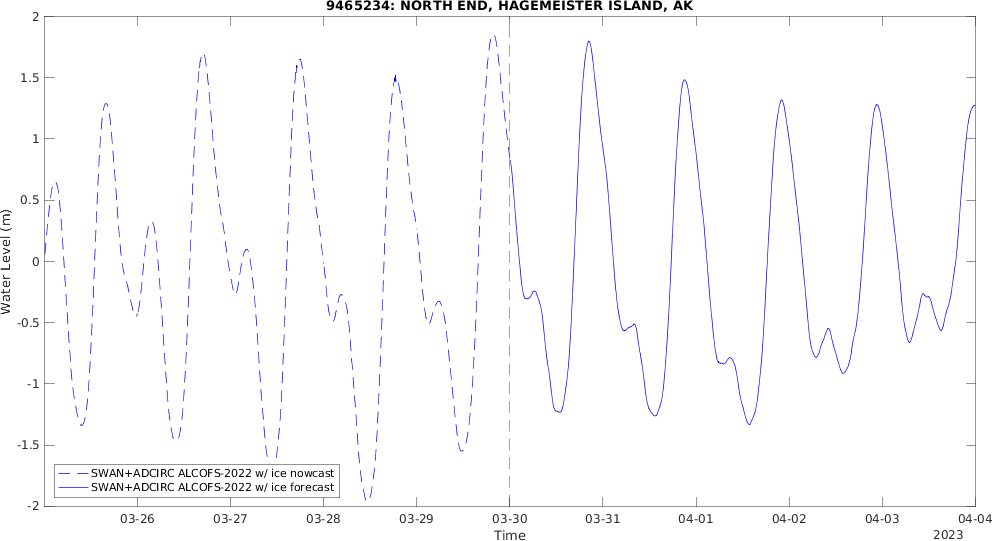 9465234: NORTH END, HAGEMEISTER ISLAND, AK
2
1.5
1
0.5
0
-0.5
-1
-1.5
-2
Water Level (m)
SWAN+ADCIRC ALCOFS-2022 w/ ice nowcast
SWAN+ADCIRC ALCOFS-2022 w/ ice forecast
03-26 03-27 03-28 03-29 03-30 03-31 04-01 04-02 04-03 04-04
Time
2023